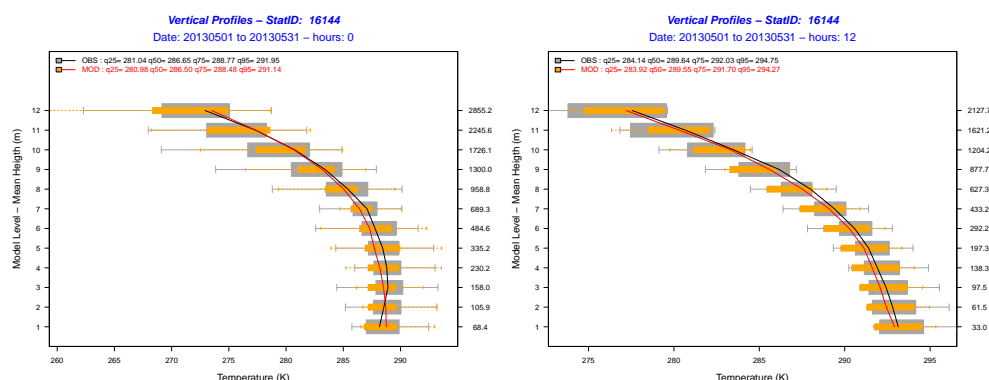 Vertical Profiles – StatID: 16144
Date: 20130501 to 20130531 – hours: 0
OBS : q25= 281.04 q50= 286.65 q75= 288.77 q95= 291.95
MOD : q25= 280.98 q50= 286.50 q75= 288.48 q95= 291.14
Model Level – Mean Height (m)
12 2855.2
11 2245.6
10 1726.1
9 1300.0
8 958.8
7 689.3
6 484.6
5 335.2
4 230.2
3 158.0
2 105.9
1 68.4
260 270 275 280 285 290
Temperature (K)
Vertical Profiles – StatID: 16144
Date: 20130501 to 20130531 – hours: 12
OBS : q25= 284.14 q50= 289.64 q75= 292.03 q95= 294.75
MOD : q25= 283.92 q50= 289.55 q75= 291.70 q95= 294.27
Model Level – Mean Height (m)
12 2127.7
11 1621.2
10 1204.2
9 877.7
8 627.3
7 433.2
6 292.2
5 197.3
4 138.3
3 97.5
2 61.5
1 33.0
275 280 285 290 295
Temperature (K)